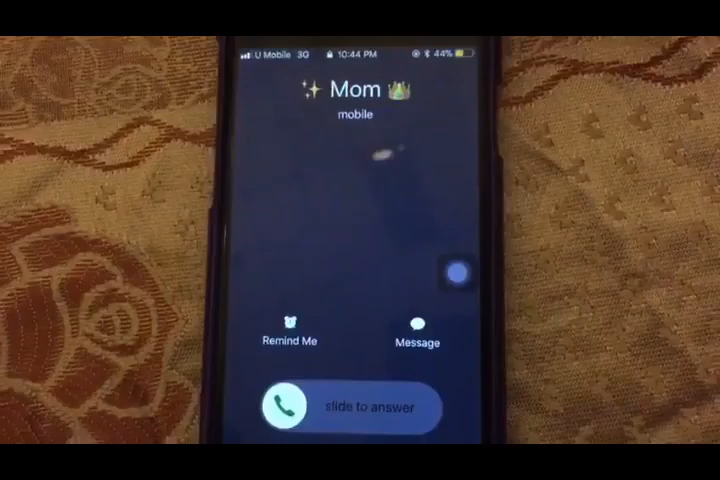 U Mobile 3G 10:44 PM 44%
✨ Mom 👑
mobile
Remind Me
Message
slide to answer